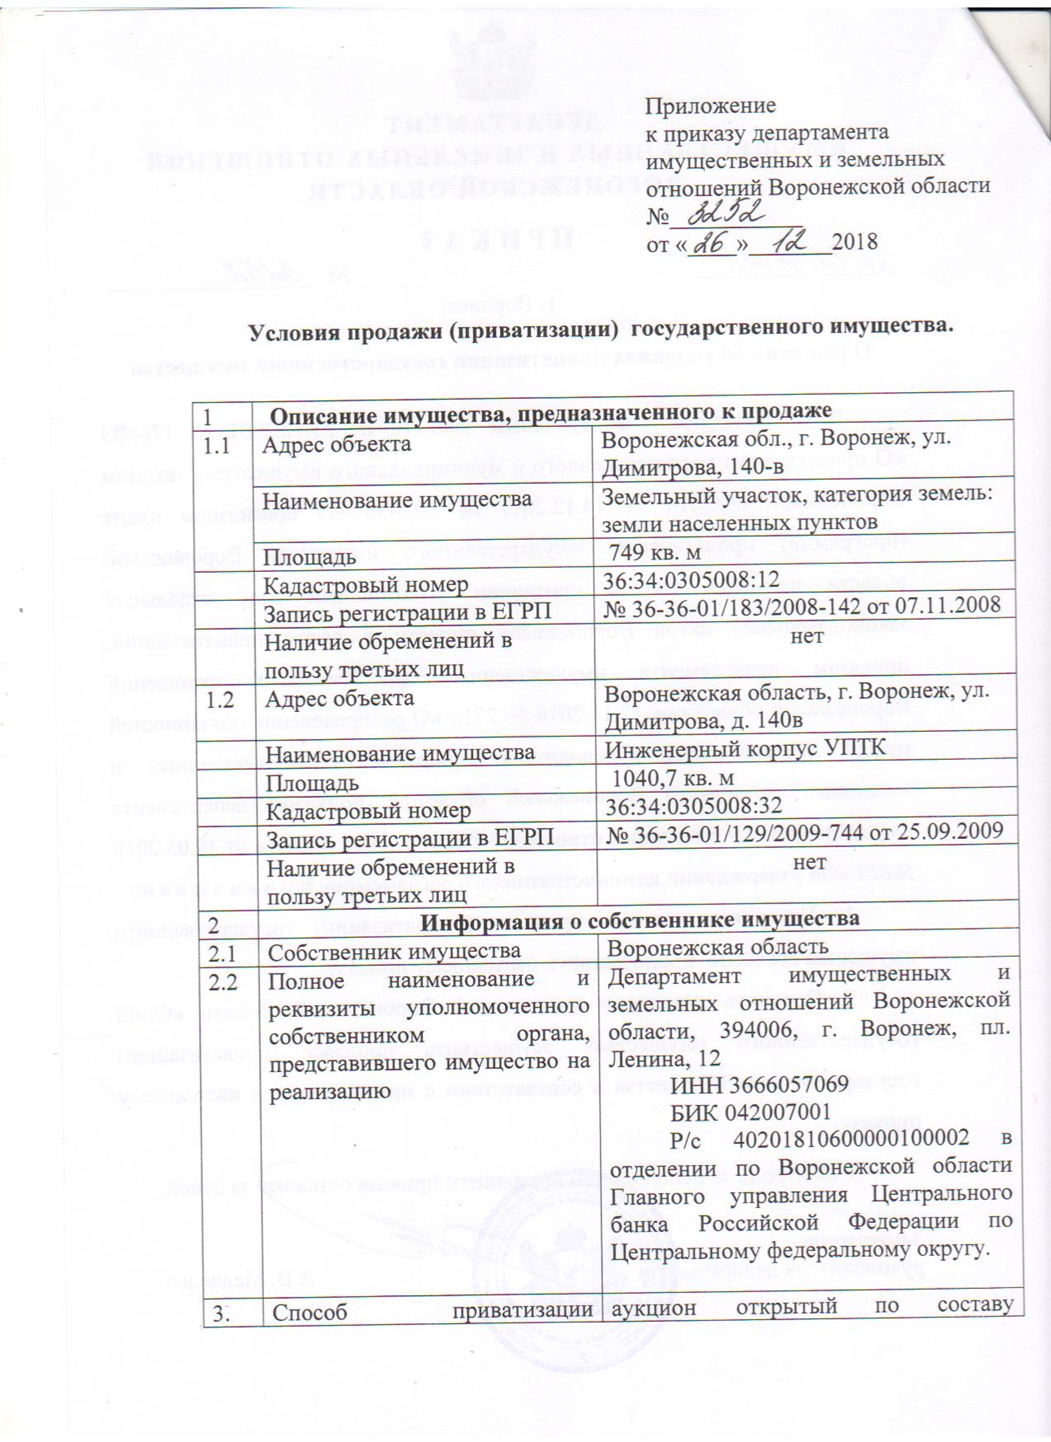 Приложение
к приказу департамента
имущественных и земельных
отношений Воронежской области
№ 3252
от « 26 » 12 2018
Условия продажи (приватизации) государственного имущества.
1 Описание имущества, предназначенного к продаже
1.1 Адрес объекта Воронежская обл., г. Воронеж, ул.
Димитрова, 140-в
Наименование имущества Земельный участок, категория земель:
земли населенных пунктов
Площадь 749 кв. м
Кадастровый номер 36:34:0305008:12
Запись регистрации в ЕГРП № 36-36-01/183/2008-142 от 07.11.2008
Наличие обременений в нет
пользу третьих лиц
1.2 Адрес объекта Воронежская область, г. Воронеж, ул.
Димитрова, д. 140в
Наименование имущества Инженерный корпус УПТК
Площадь 1040,7 кв. м
Кадастровый номер 36:34:0305008:32
Запись регистрации в ЕГРП № 36-36-01/129/2009-744 от 25.09.2009
Наличие обременений в нет
пользу третьих лиц
2 Информация о собственнике имущества
2.1 Собственник имущества Воронежская область
2.2 Полное наименование и Департамент имущественных и
реквизиты уполномоченного земельных отношений Воронежской
собственником органа, области, 394006, г. Воронеж, пл.
представившего имущество на Ленина, 12
реализацию ИНН 3666057069
БИК 042007001
Р/с 40201810600000100002 в
отделении по Воронежской области
Главного управления Центрального
банка Российской Федерации по
Центральному федеральному округу.
3. Способ приватизации аукцион открытый по составу